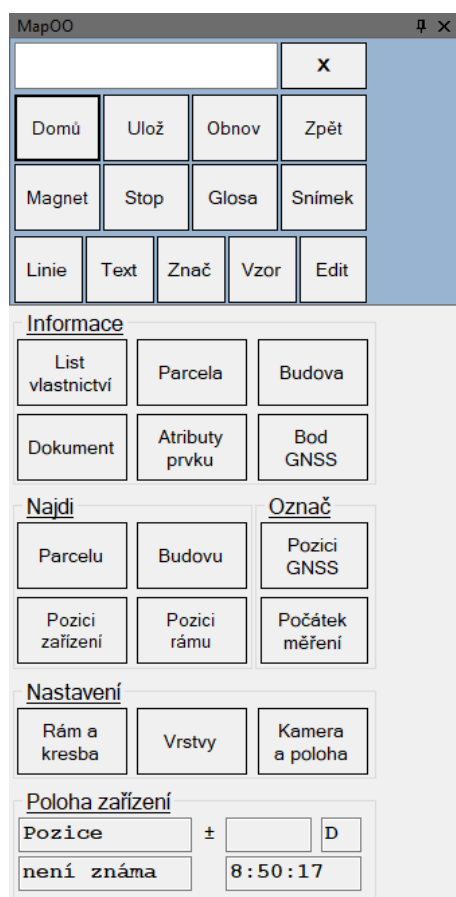 MapOO
X
Domů Ulož Obnov Zpět
Magnet Stop Glosa Snímek
Linie Text Znač Vzor Edit
Informace
List
vlastnictví
Parcela
Budova
Dokument
Atributy
prvku
Bod
GNSS
Najdi
Parcelu
Budovu
Pozici
zařízení
Pozici
rámu
Označ
Pozici
GNSS
Počátek
měření
Nastavení
Rám a
kresba
Vrstvy
Kamera
a poloha
Poloha zařízení
Pozice ± D
není známa 8:50:17